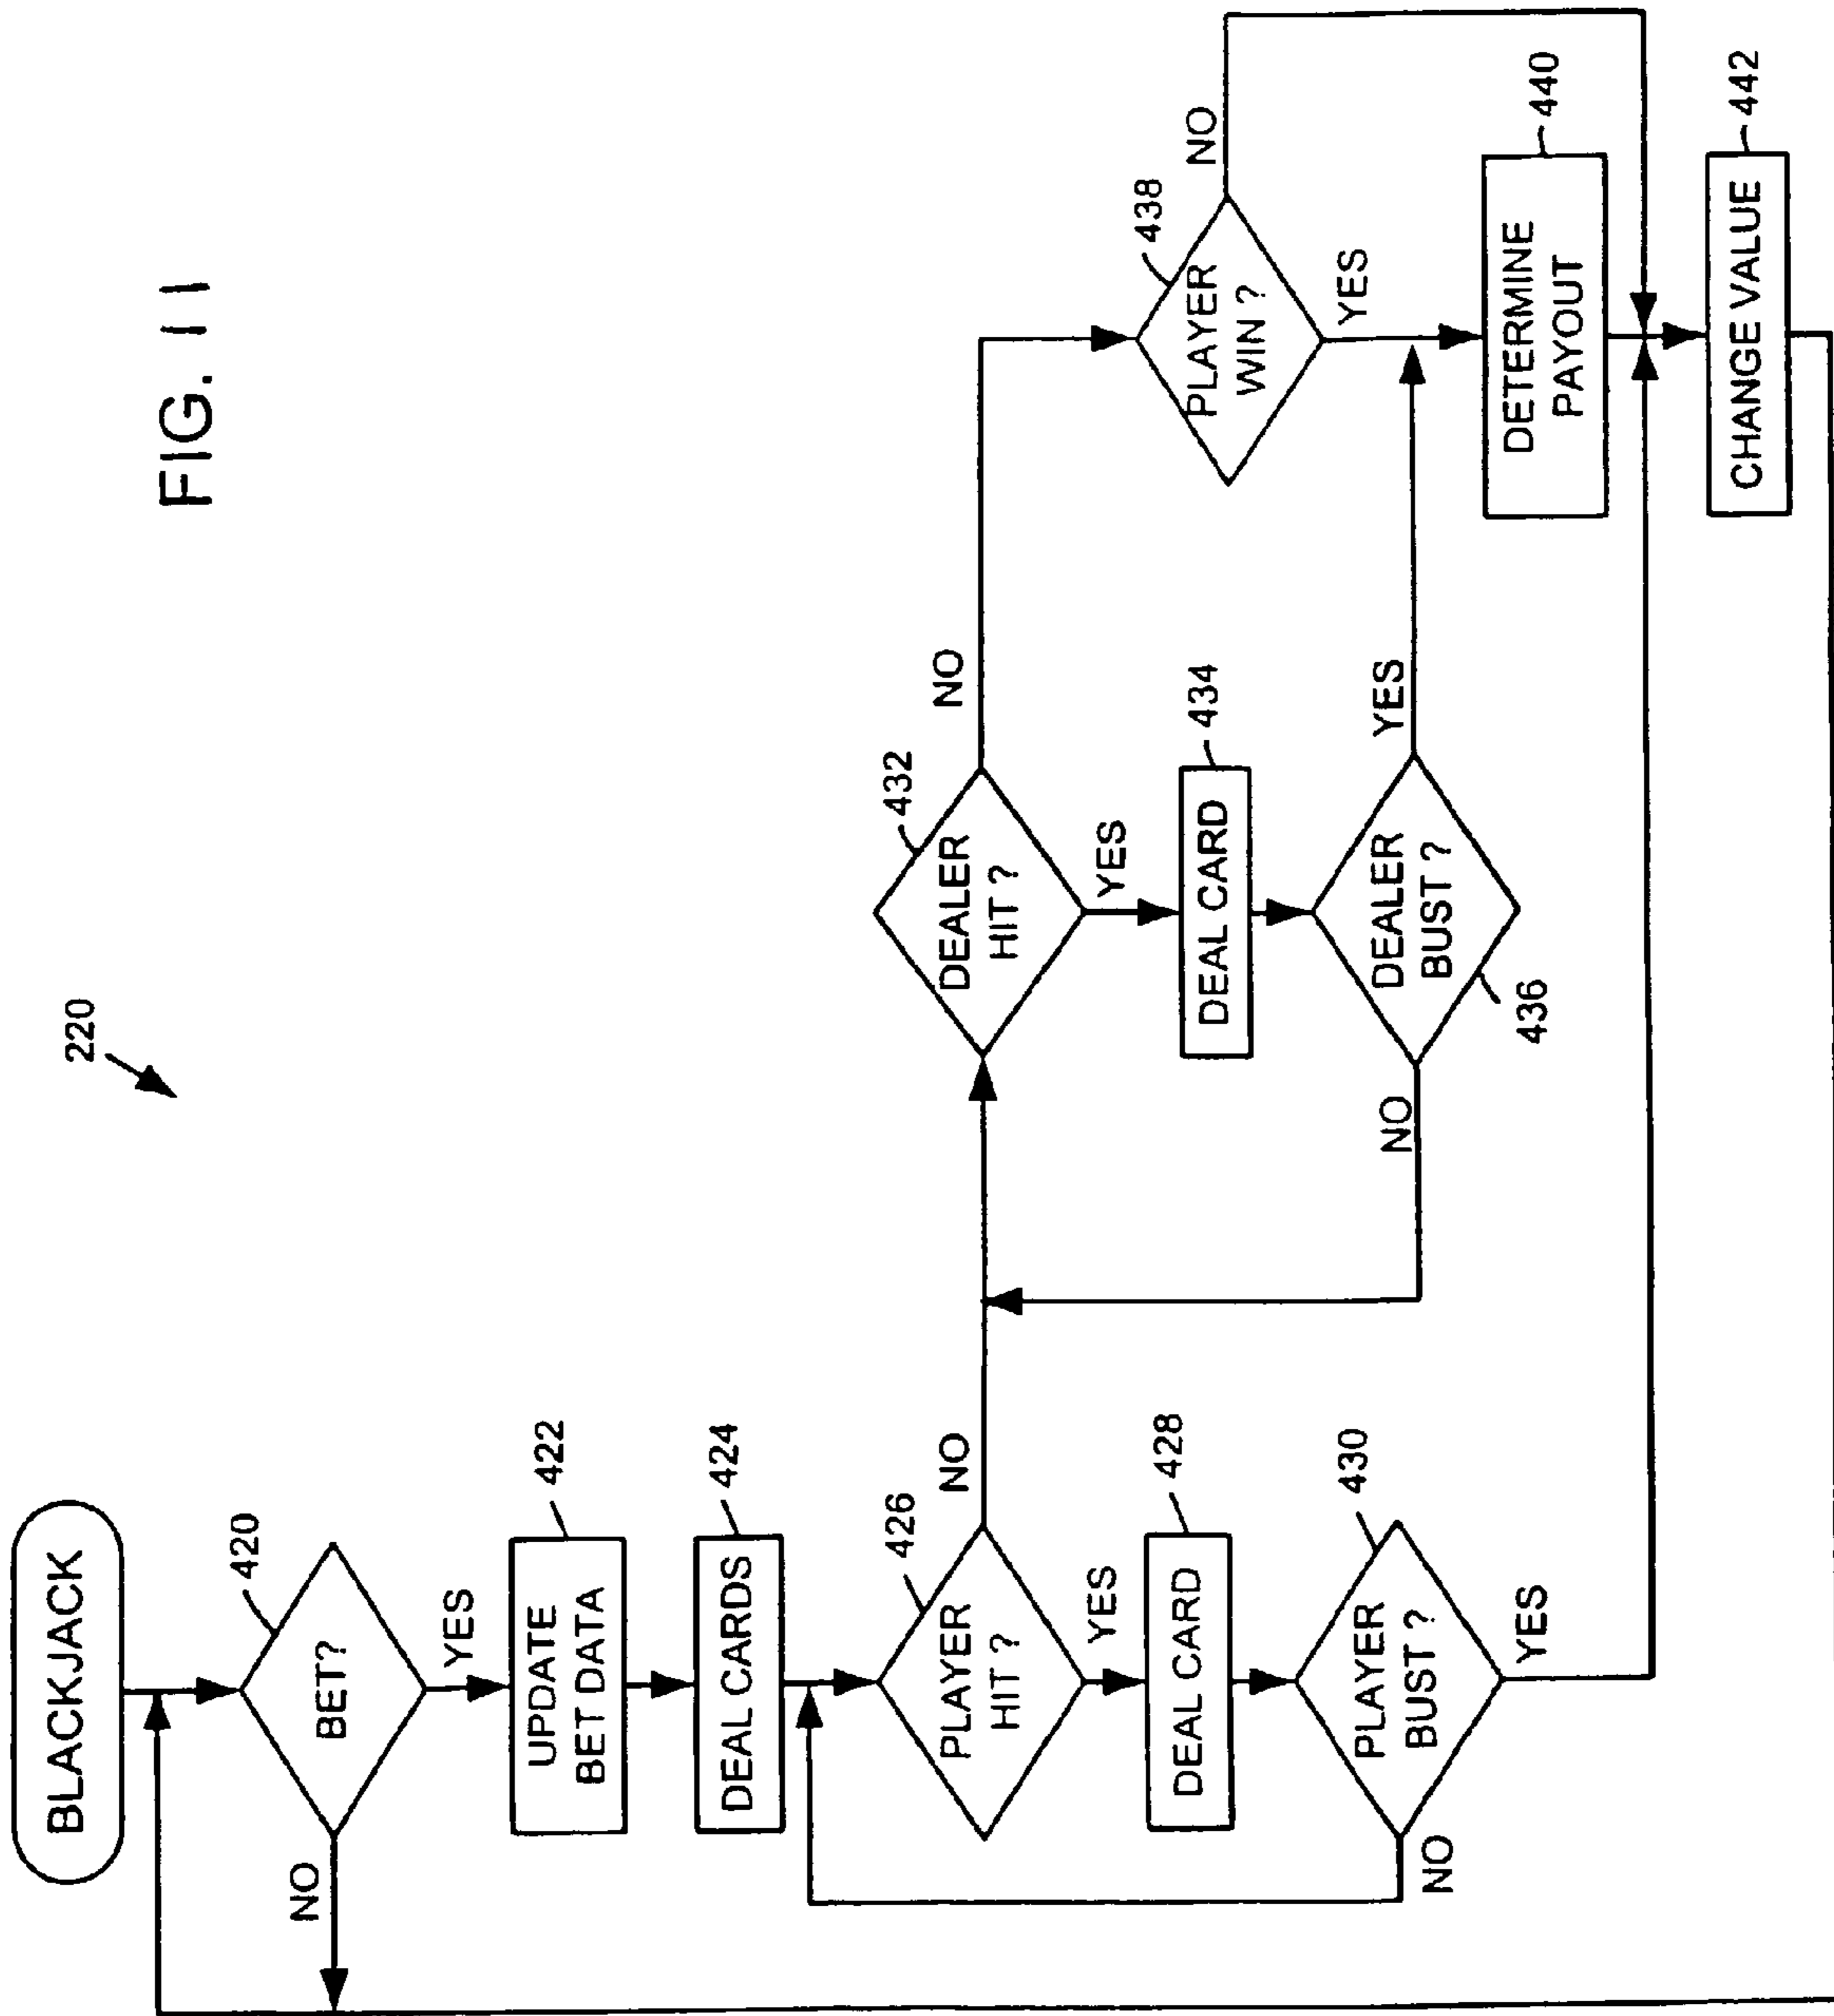 FIG. 11
220
BLACKJACK
420
BET?
NO
YES
422
UPDATE
BET DATA
424
DEAL CARDS
426
PLAYER
HIT ?
NO
YES
428
DEAL CARD
430
PLAYER
BUST ?
NO
YES
432
DEALER
HIT ?
NO
YES
434
DEAL CARD
DEALER
BUST ?
436
NO
YES
438
PLAYER
WIN ?
NO
YES
440
DETERMINE
PAYOUT
442
CHANGE VALUE